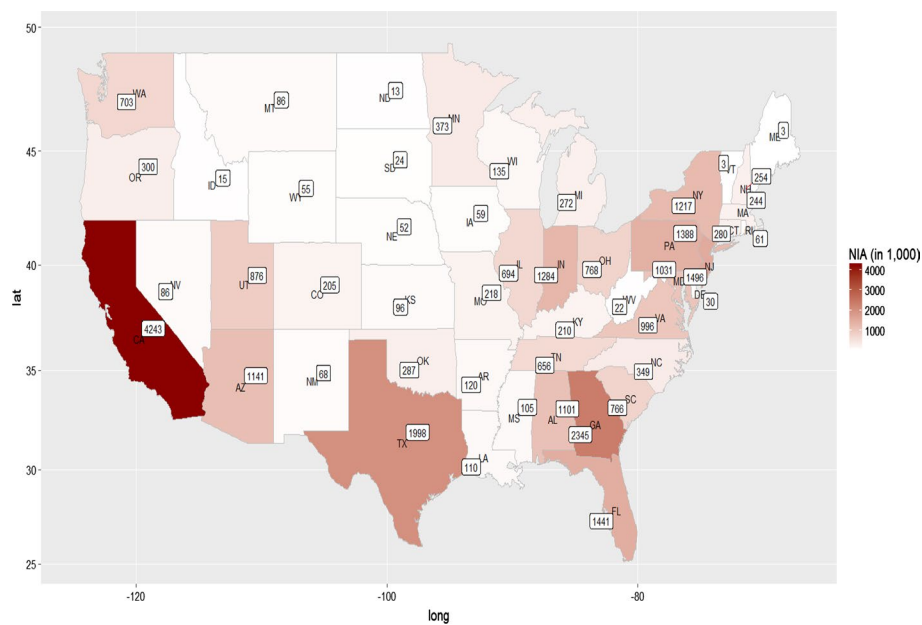 50
45
40
35
30
25
lat
-120
-100
-80
long
NIA (in 1,000)
4000
3000
2000
1000
WA
703
MT
86
ND
13
MN
373
ME
3
OR
300
ID
15
SD
24
WI
135
VT
3
NH
254
WY
55
MI
272
NY
1217
MA
244
IA
59
NE
52
PA
1388
CT
280
RI
61
NV
86
UT
876
CO
205
IL
694
IN
1284
OH
768
NJ
1496
MD
1031
DE
30
KS
96
MO
218
WV
22
VA
996
KY
210
CA
4243
AZ
1141
NM
68
OK
287
AR
120
TN
656
NC
349
SC
766
MS
105
AL
1101
GA
2345
TX
1998
LA
110
FL
1441